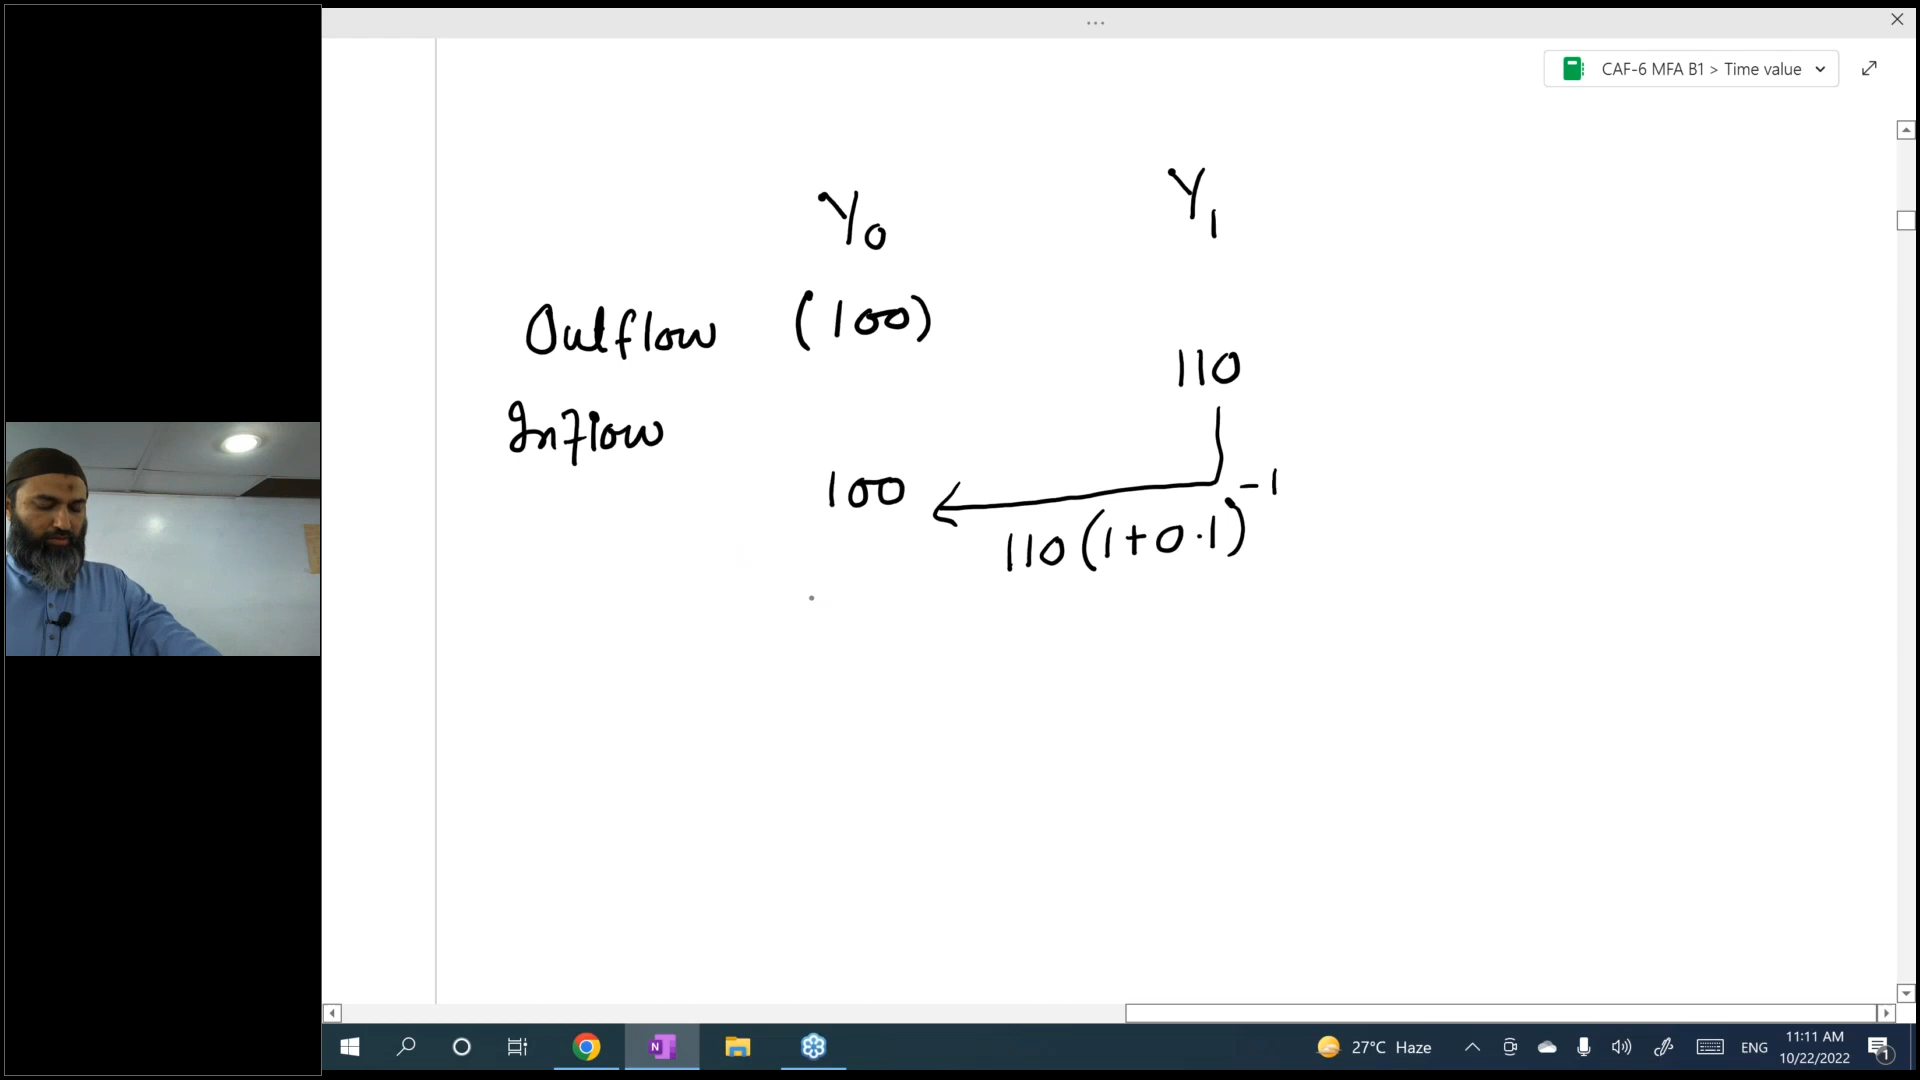 ...
CAF-6 MFA B1 > Time value
Y0 Y1
Outflow (100)
110
Inflow
100
110(1+0.1)-1
N
27°C Haze
ENG
11:11 AM
10/22/2022
1